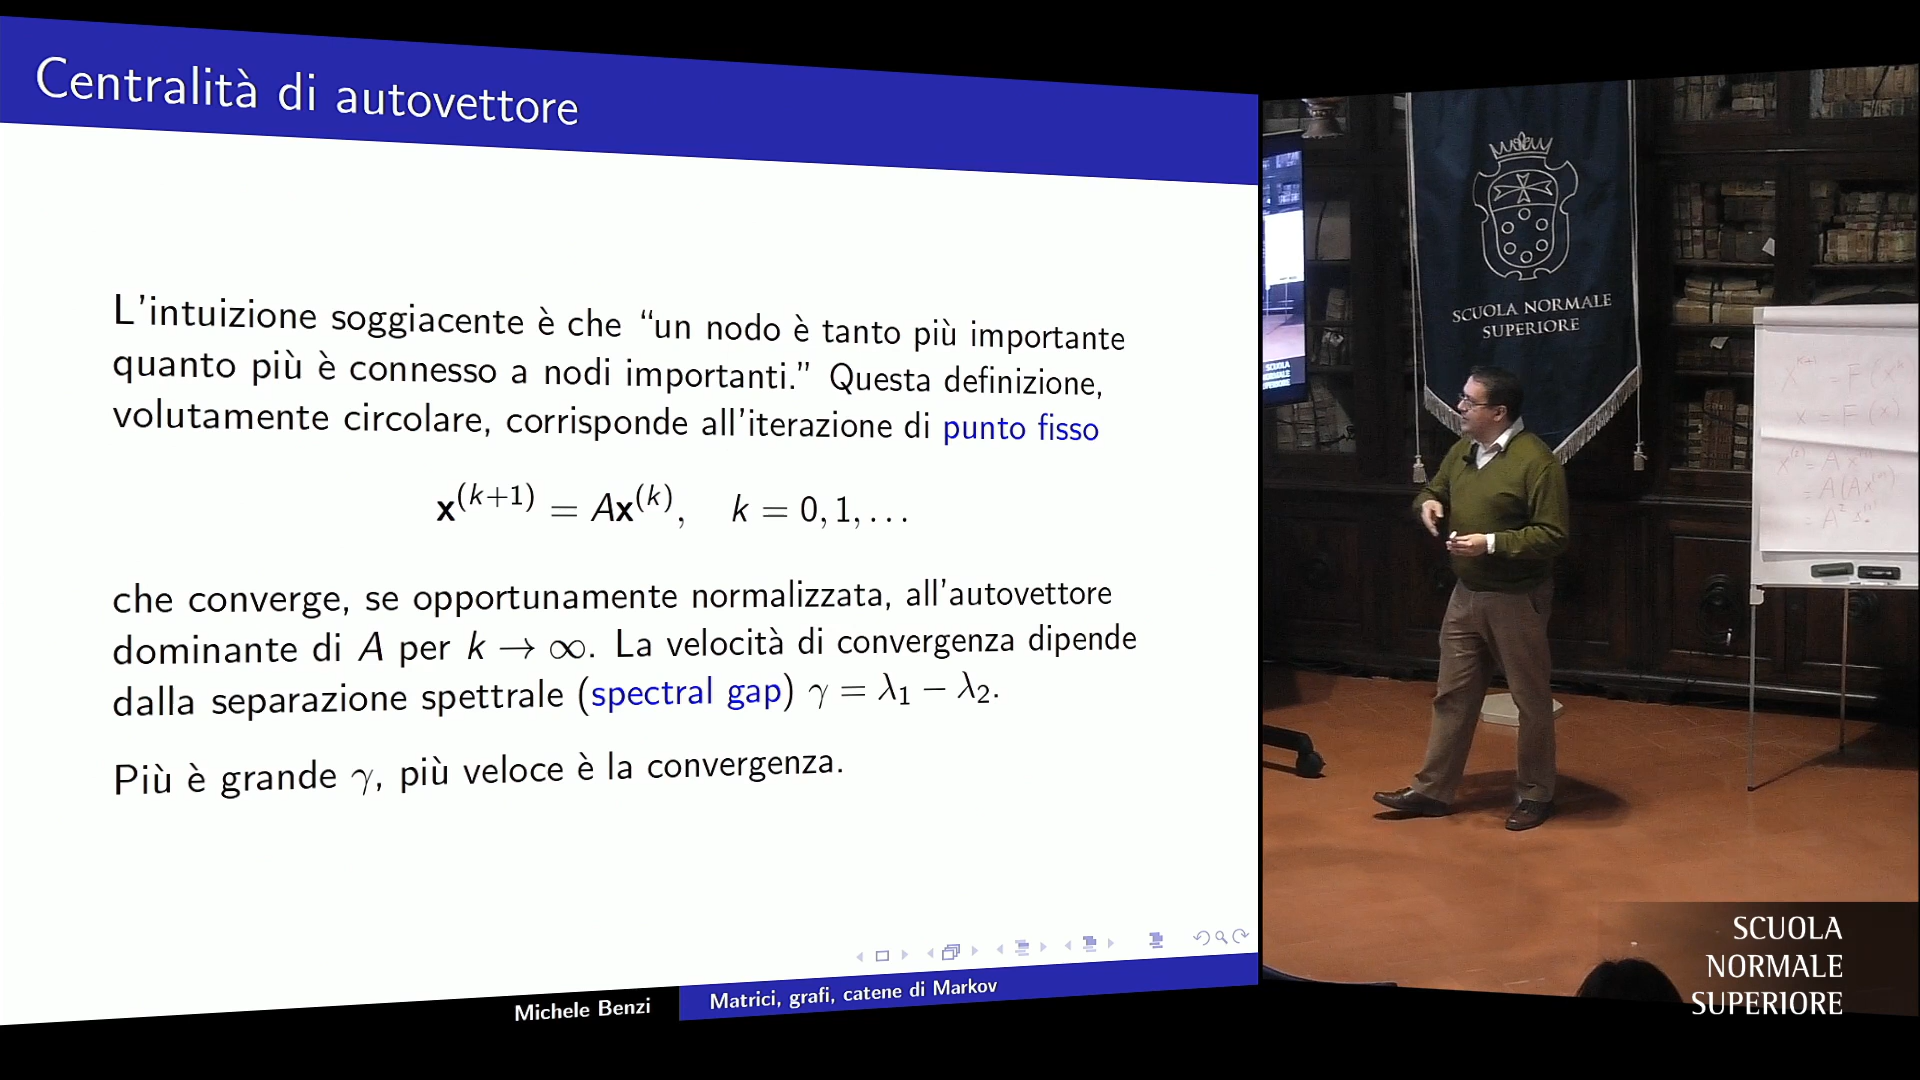 Centralità di autovettore
L'intuizione soggiacente è che “un nodo è tanto più importante
quanto più è connesso a nodi importanti.” Questa definizione,
volutamente circolare, corrisponde all'iterazione di punto fisso
x^(k+1) = Ax^(k), k = 0, 1, . . .
che converge, se opportunamente normalizzata, all'autovettore
dominante di A per k → ∞. La velocità di convergenza dipende
dalla separazione spettrale (spectral gap) γ = λ₁ − λ₂.
Più è grande γ, più veloce è la convergenza.
Michele Benzi
Matrici, grafi, catene di Markov
SCUOLA NORMALE
SUPERIORE
x = F(x)
SCUOLA
NORMALE
SUPERIORE